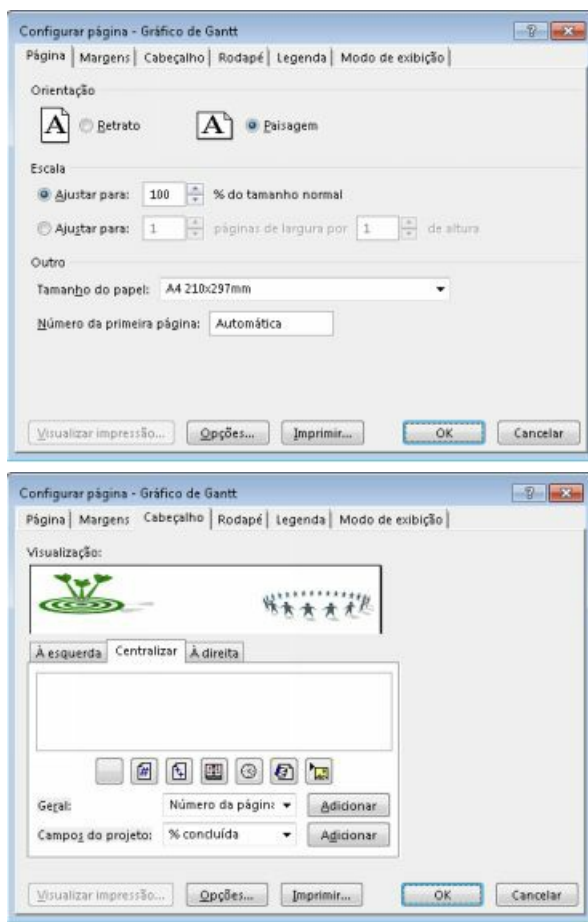 Configurar página - Gráfico de Gantt
Página Margens Cabeçalho Rodapé Legenda Modo de exibição
Orientação
A Retrato A Paisagem
Escala
Ajustar para: 100 % do tamanho normal
Ajustar para: 1 páginas de largura por 1 de altura
Outro
Tamanho do papel: A4 210x297mm
Número da primeira página: Automática
Visualizar impressão... Opções... Imprimir... OK Cancelar
Configurar página - Gráfico de Gantt
Página Margens Cabeçalho Rodapé Legenda Modo de exibição
Visualização:
À esquerda Centralizar À direita
Geral: Número da página Adicionar
Campos do projeto: % concluída Adicionar
Visualizar impressão... Opções... Imprimir... OK Cancelar